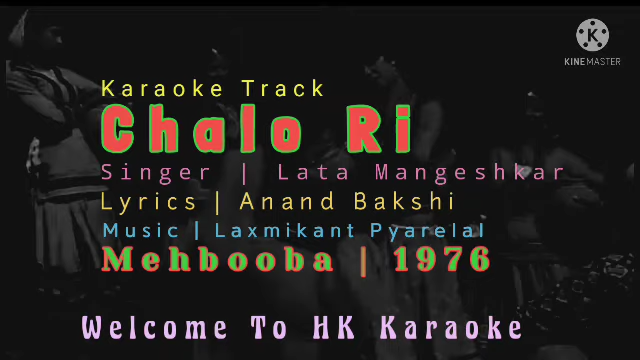 K
KINEMASTER
Karaoke Track
Chalo Ri
Singer | Lata Mangeshkar
Lyrics | Anand Bakshi
Music | Laxmikant Pyarelal
Mehbooba | 1976
Welcome To HK Karaoke